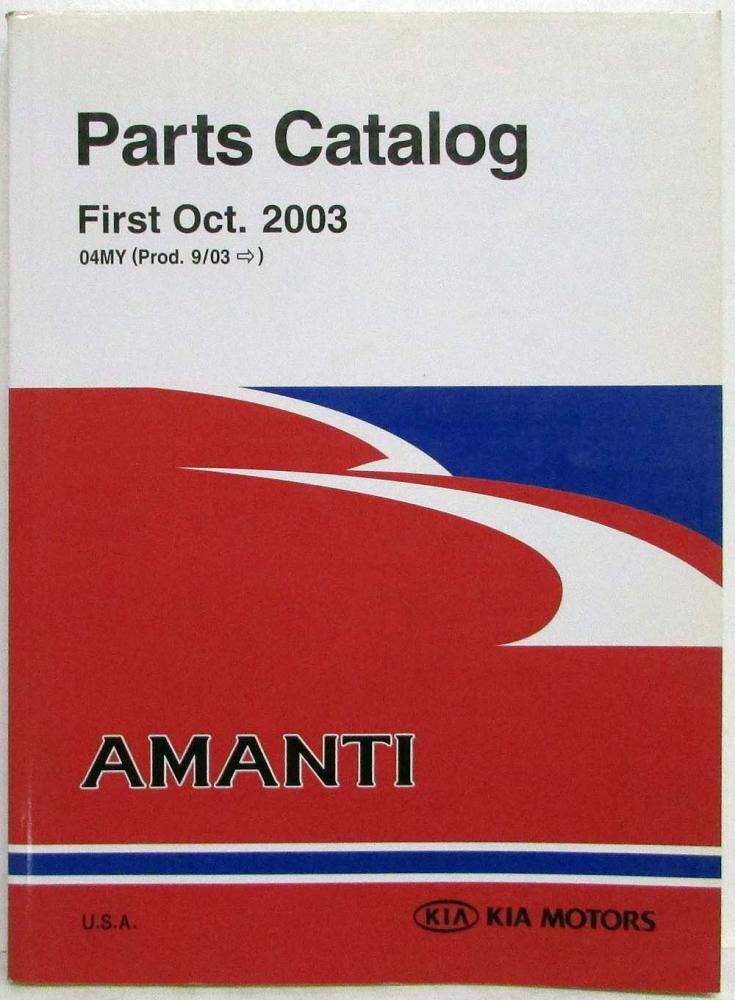 Parts Catalog
First Oct. 2003
04MY (Prod. 9/03 ⇨)
AMANTI
U.S.A.
KIA KIA MOTORS